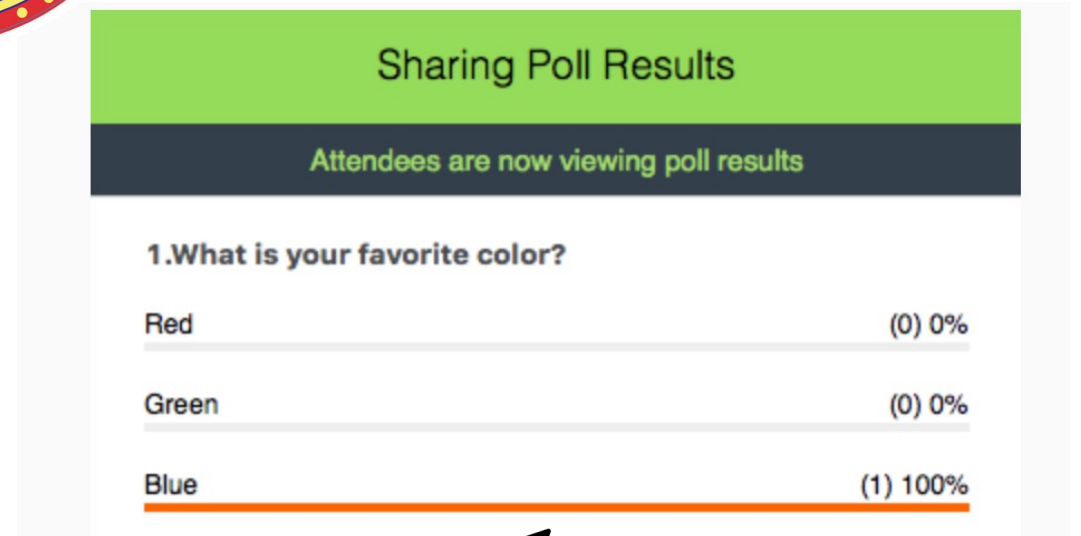 Sharing Poll Results
Attendees are now viewing poll results
1.What is your favorite color?
Red (0) 0%
Green (0) 0%
Blue (1) 100%